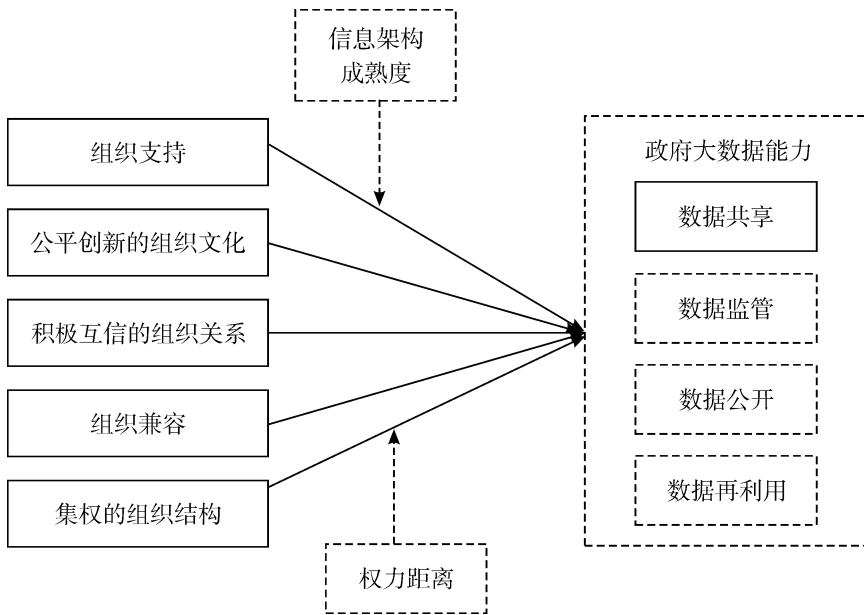 信息架构
成熟度
组织支持
公平创新的组织文化
积极互信的组织关系
组织兼容
集权的组织结构
权力距离
政府大数据能力
数据共享
数据监管
数据公开
数据再利用